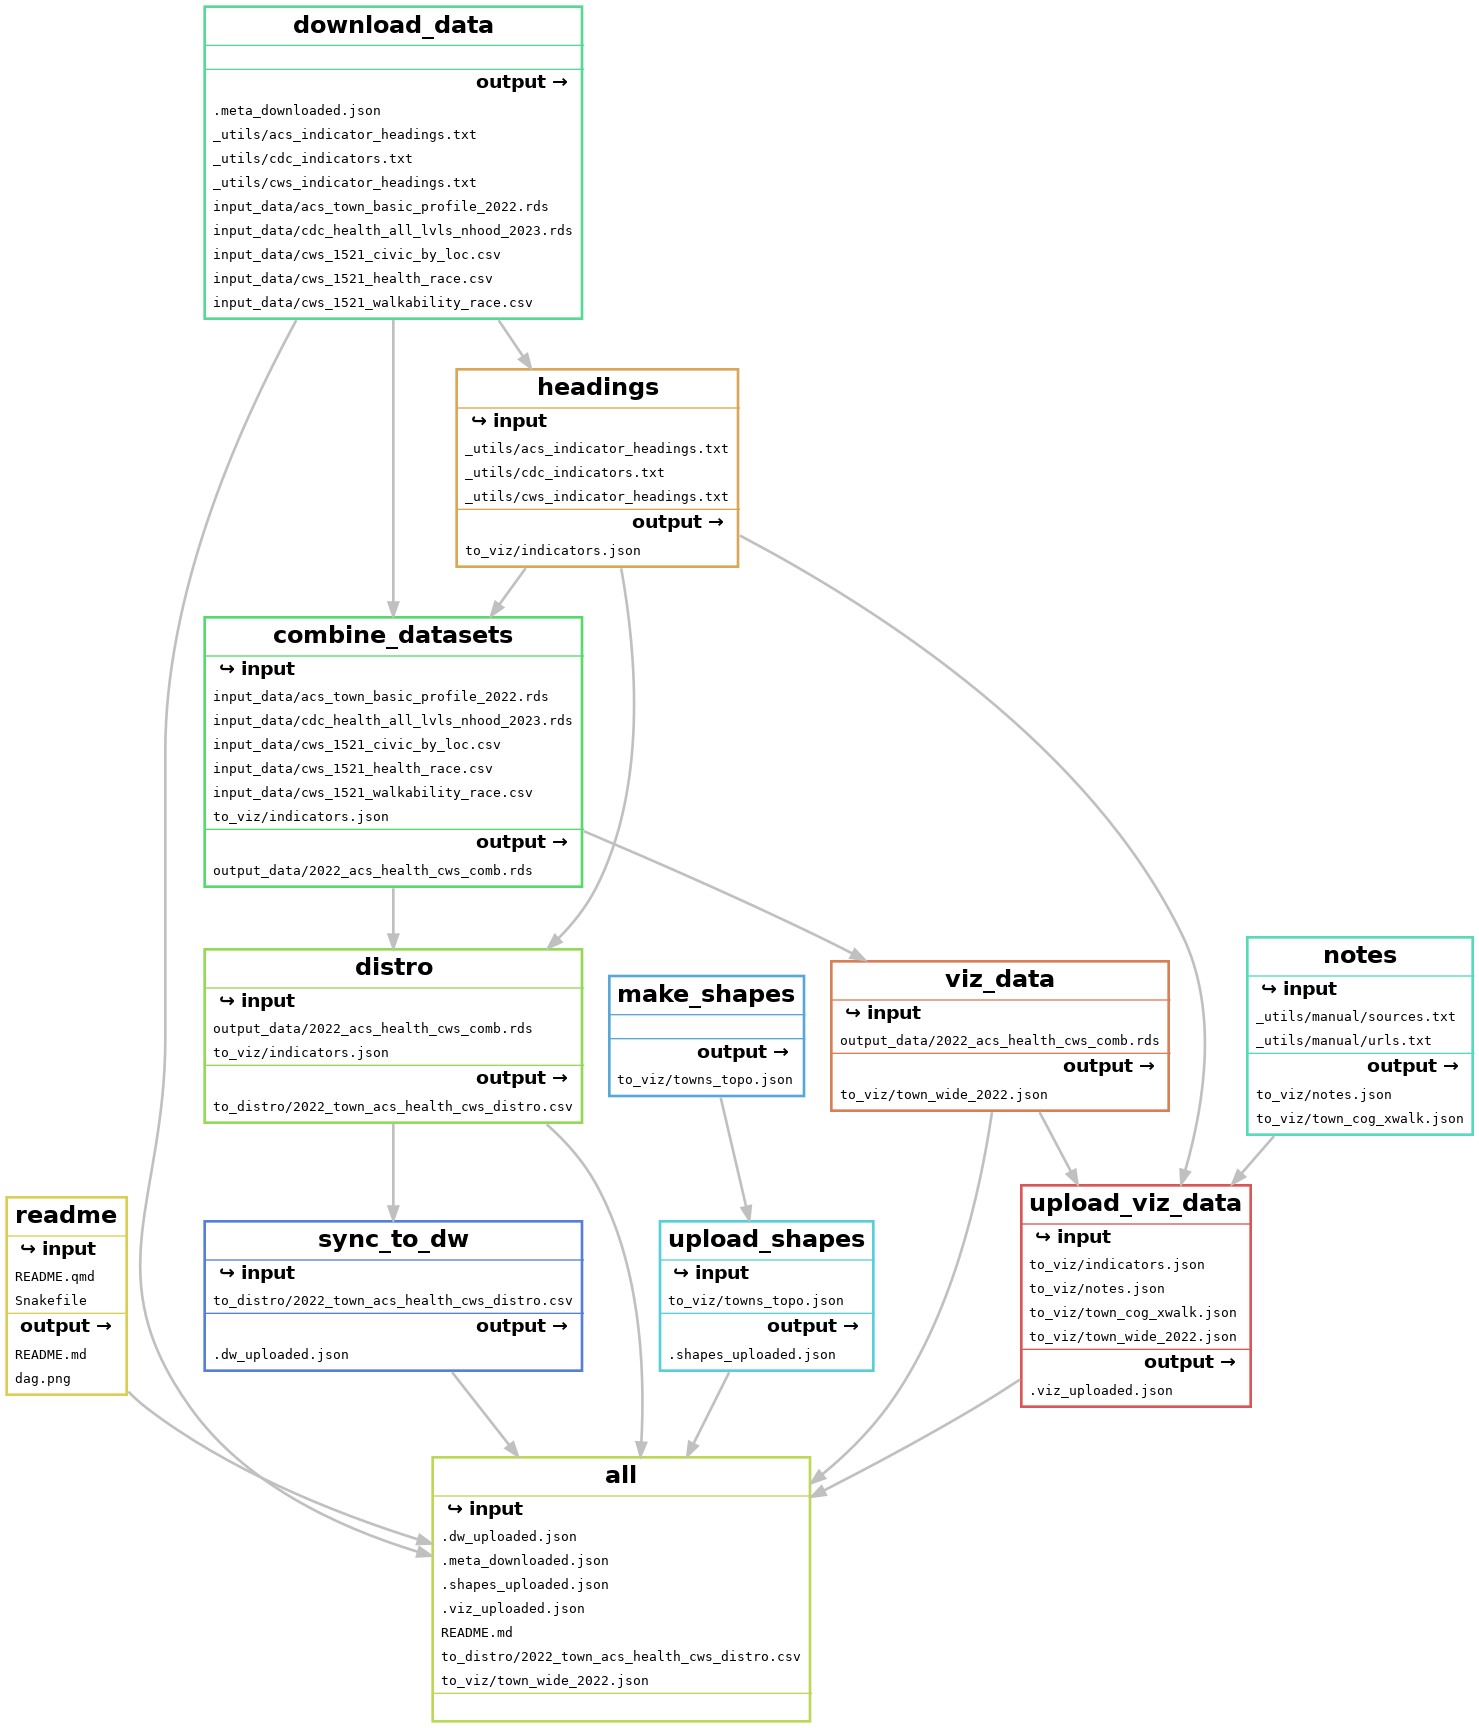 download_data
output →
.meta_downloaded.json
_utils/acs_indicator_headings.txt
_utils/cdc_indicators.txt
_utils/cws_indicator_headings.txt
input_data/acs_town_basic_profile_2022.rds
input_data/cdc_health_all_lvls_nhood_2023.rds
input_data/cws_1521_civic_by_loc.csv
input_data/cws_1521_health_race.csv
input_data/cws_1521_walkability_race.csv
headings
↪ input
_utils/acs_indicator_headings.txt
_utils/cdc_indicators.txt
_utils/cws_indicator_headings.txt
output →
to_viz/indicators.json
combine_datasets
↪ input
input_data/acs_town_basic_profile_2022.rds
input_data/cdc_health_all_lvls_nhood_2023.rds
input_data/cws_1521_civic_by_loc.csv
input_data/cws_1521_health_race.csv
input_data/cws_1521_walkability_race.csv
to_viz/indicators.json
output →
output_data/2022_acs_health_cws_comb.rds
distro
↪ input
output_data/2022_acs_health_cws_comb.rds
to_viz/indicators.json
output →
to_distro/2022_town_acs_health_cws_distro.csv
make_shapes
output →
to_viz/towns_topo.json
viz_data
↪ input
output_data/2022_acs_health_cws_comb.rds
output →
to_viz/town_wide_2022.json
notes
↪ input
_utils/manual/sources.txt
_utils/manual/urls.txt
output →
to_viz/notes.json
to_viz/town_cog_xwalk.json
readme
↪ input
README.qmd
Snakefile
output →
README.md
dag.png
sync_to_dw
↪ input
to_distro/2022_town_acs_health_cws_distro.csv
output →
.dw_uploaded.json
upload_shapes
↪ input
to_viz/towns_topo.json
output →
.shapes_uploaded.json
upload_viz_data
↪ input
to_viz/indicators.json
to_viz/notes.json
to_viz/town_cog_xwalk.json
to_viz/town_wide_2022.json
output →
.viz_uploaded.json
all
↪ input
.dw_uploaded.json
.meta_downloaded.json
.shapes_uploaded.json
.viz_uploaded.json
README.md
to_distro/2022_town_acs_health_cws_distro.csv
to_viz/town_wide_2022.json